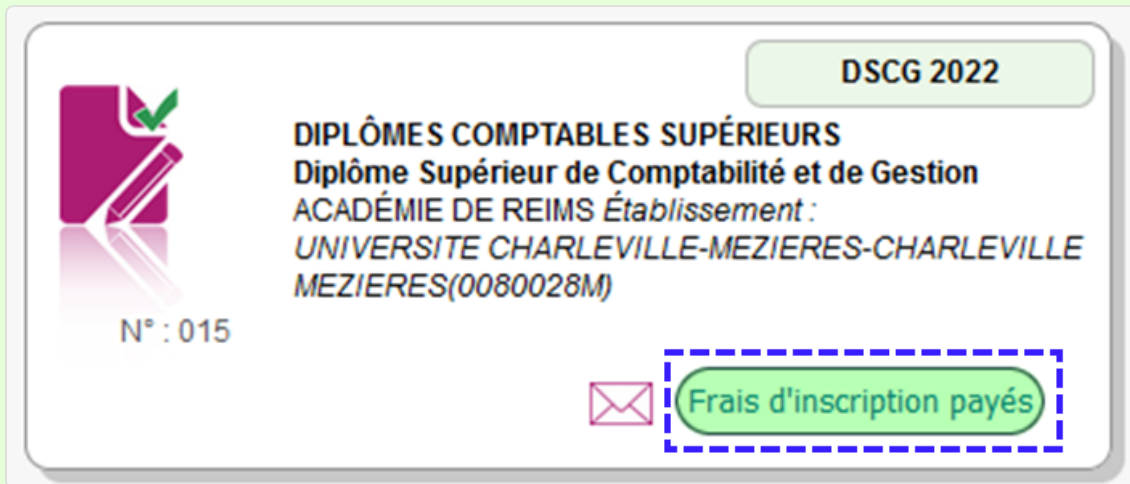 DSCG 2022
DIPLÔMES COMPTABLES SUPÉRIEURS
Diplôme Supérieur de Comptabilité et de Gestion
ACADÉMIE DE REIMS Établissement :
UNIVERSITE CHARLEVILLE-MEZIERES-CHARLEVILLE
MEZIERES(0080028M)
N° : 015
Frais d'inscription payés